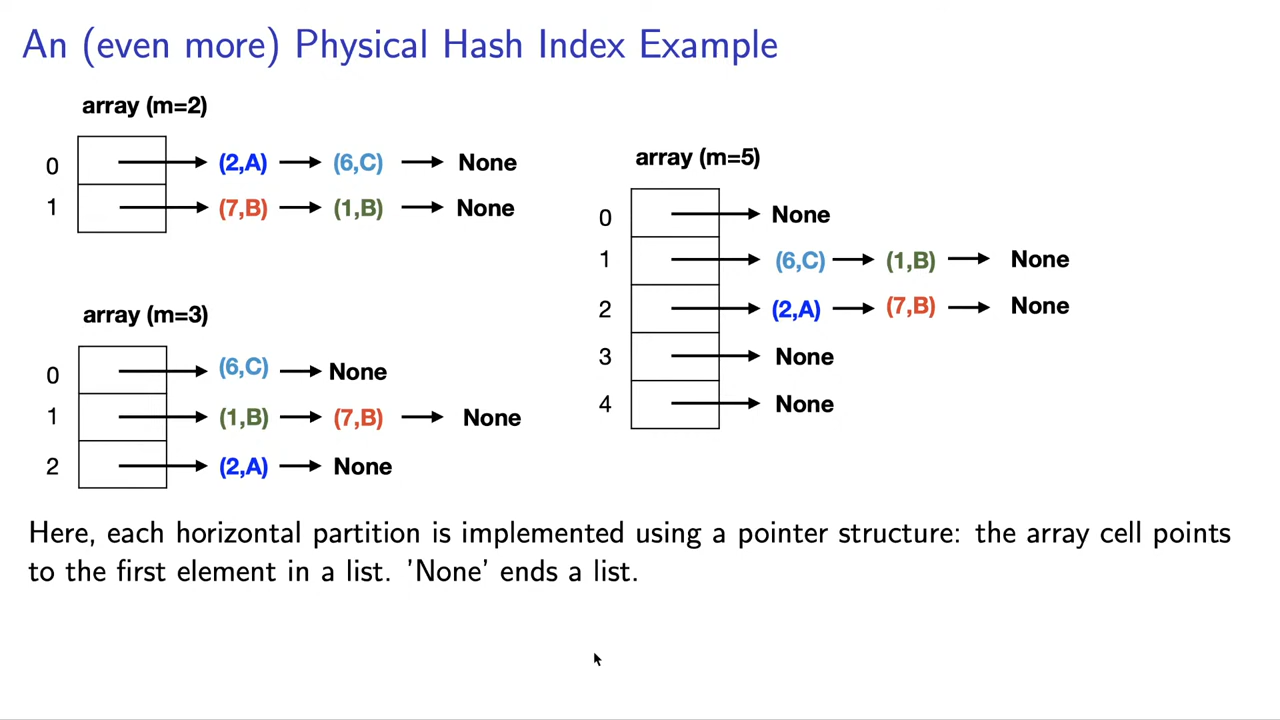 An (even more) Physical Hash Index Example
array (m=2)
0 (2,A) (6,C) None
1 (7,B) (1,B) None
array (m=3)
0 (6,C) None
1 (1,B) (7,B) None
2 (2,A) None
array (m=5)
0 None
1 (6,C) (1,B) None
2 (2,A) (7,B) None
3 None
4 None
Here, each horizontal partition is implemented using a pointer structure: the array cell points
to the first element in a list. 'None' ends a list.